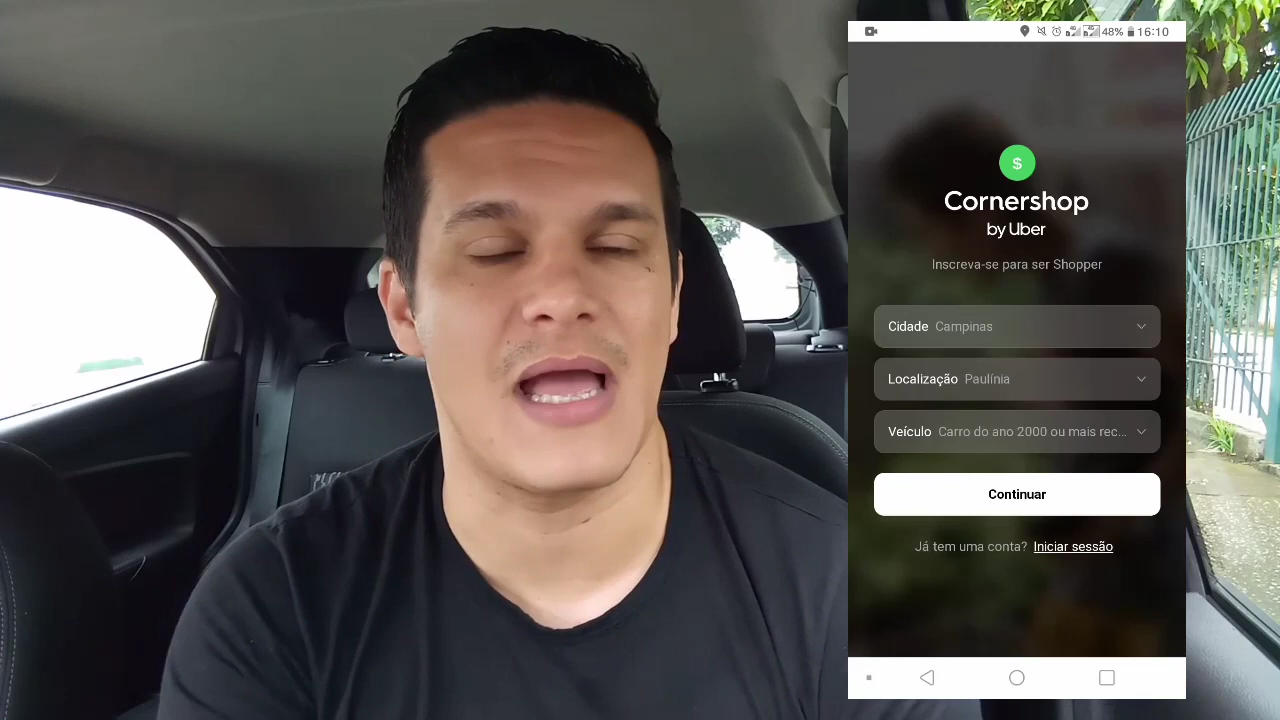 48% 16:10
$
Cornershop
by Uber
Inscreva-se para ser Shopper
Cidade Campinas
Localização Paulínia
Veículo Carro do ano 2000 ou mais rec...
Continuar
Já tem uma conta? Iniciar sessão